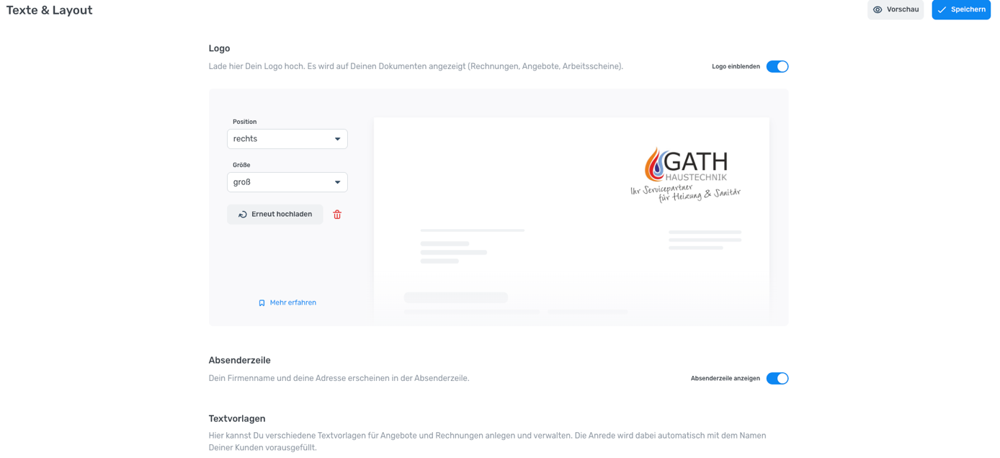 Texte & Layout
Vorschau
Speichern
Logo
Lade hier Dein Logo hoch. Es wird auf Deinen Dokumenten angezeigt (Rechnungen, Angebote, Arbeitsscheine).
Logo einblenden
Position
rechts
Größe
groß
Erneut hochladen
Mehr erfahren
GATH
HAUSTECHNIK
Ihr Servicepartner
für Heizung & Sanitär
Absenderzeile
Dein Firmenname und deine Adresse erscheinen in der Absenderzeile.
Absenderzeile anzeigen
Textvorlagen
Hier kannst Du verschiedene Textvorlagen für Angebote und Rechnungen anlegen und verwalten. Die Anrede wird dabei automatisch mit dem Namen
Deiner Kunden vorausgefüllt.